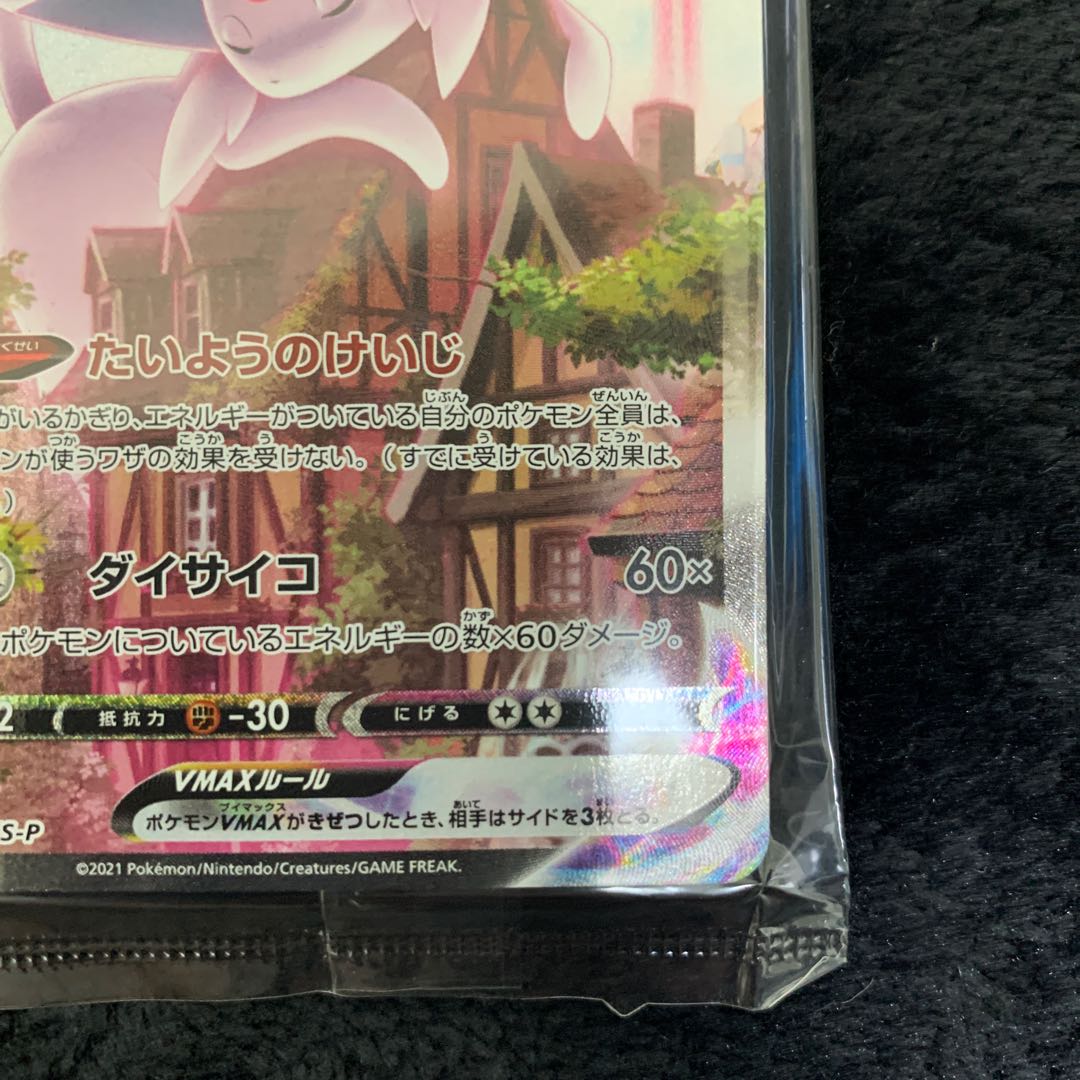 くせい たいようのけいじ
がいるかぎり、エネルギーがついている自分のポケモン全員は、
ンが使うワザの効果を受けない。（すでに受けている効果は、
）
ダイサイコ 60×
ポケモンについているエネルギーの数×60ダメージ。
2 抵抗力 -30 にげる
VMAXルール
ポケモンVMAXがきぜつしたとき、相手はサイドを3枚とる。
S-P
©2021 Pokémon/Nintendo/Creatures/GAME FREAK.